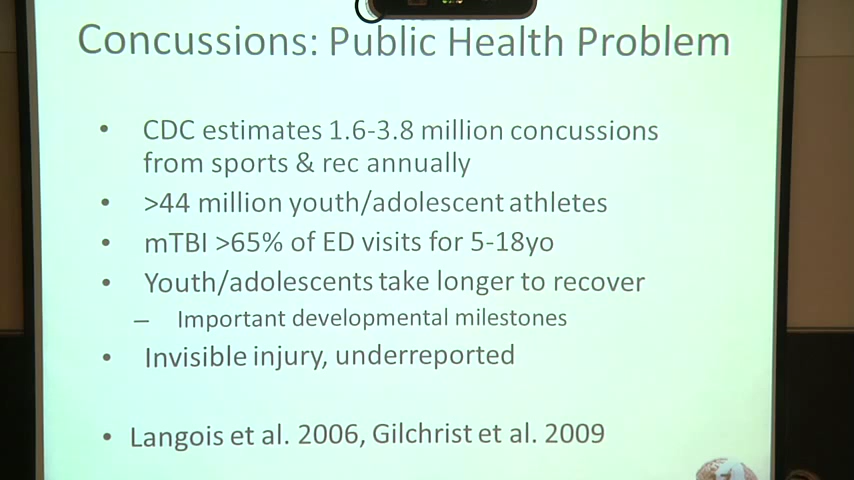 Concussions: Public Health Problem
• CDC estimates 1.6-3.8 million concussions
from sports & rec annually
• >44 million youth/adolescent athletes
• mTBI >65% of ED visits for 5-18yo
• Youth/adolescents take longer to recover
– Important developmental milestones
• Invisible injury, underreported
• Langois et al. 2006, Gilchrist et al. 2009